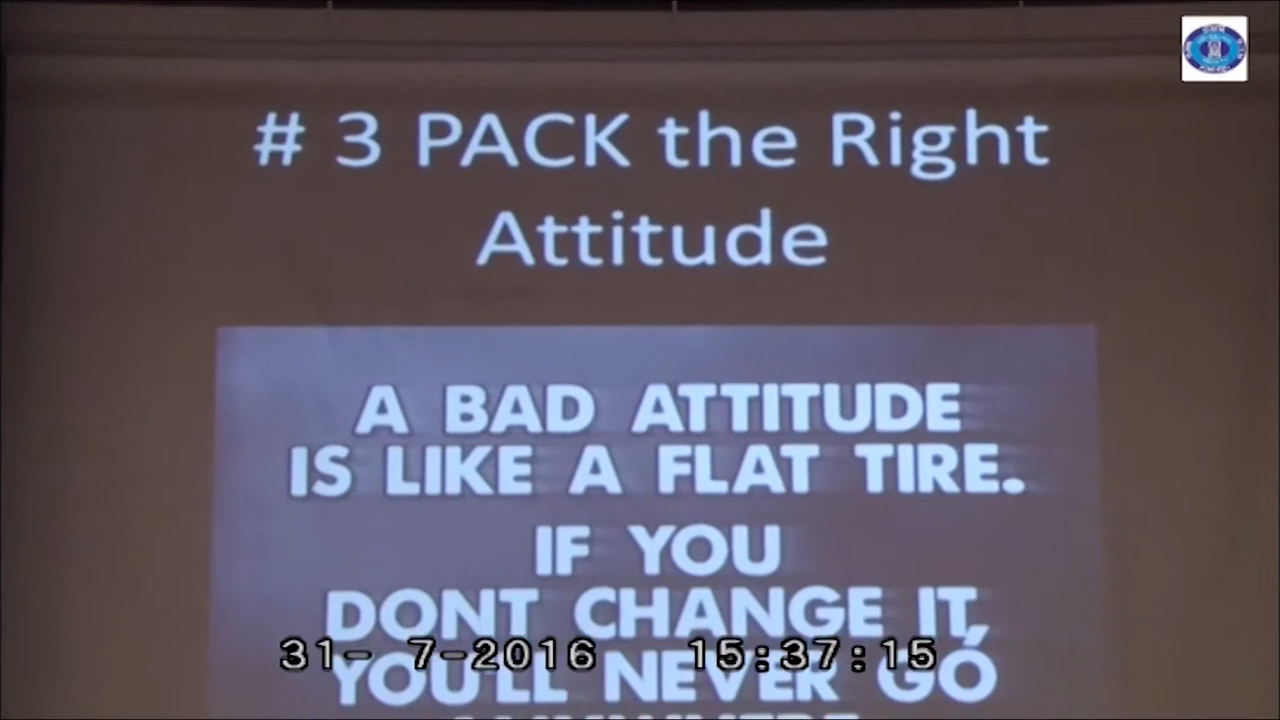 # 3 PACK the Right
Attitude
A BAD ATTITUDE
IS LIKE A FLAT TIRE.
IF YOU
DONT CHANGE IT,
31- 7-2016 15:37:15
YOU'LL NEVER GO